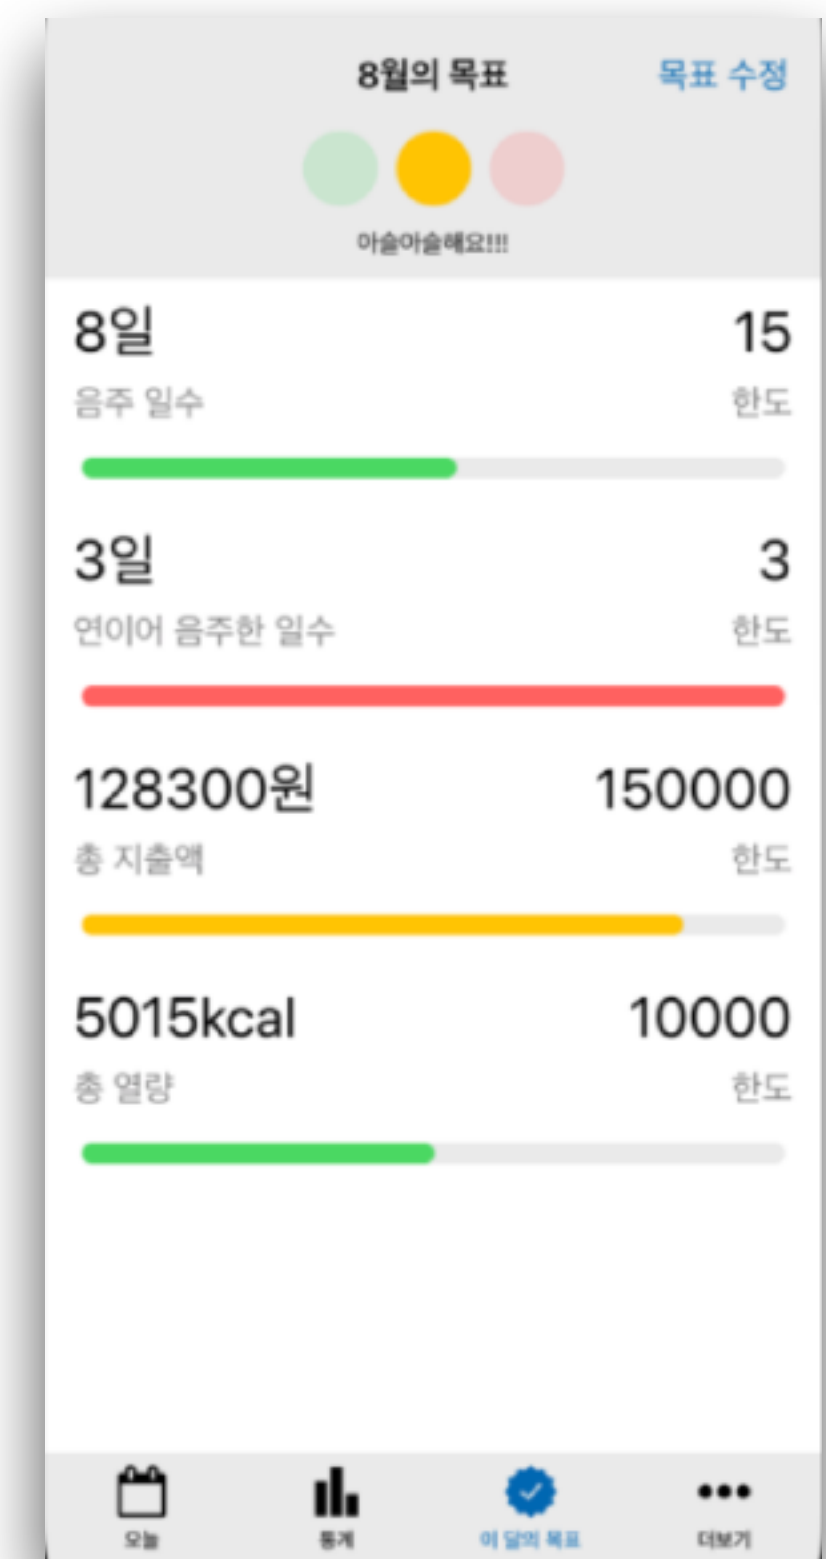 8월의 목표 목표 수정
아슬아슬해요!!!
8일 15
음주 일수 한도
3일 3
연이어 음주한 일수 한도
128300원 150000
총 지출액 한도
5015kcal 10000
총 열량 한도
오늘 통계 이 달의 목표 더보기